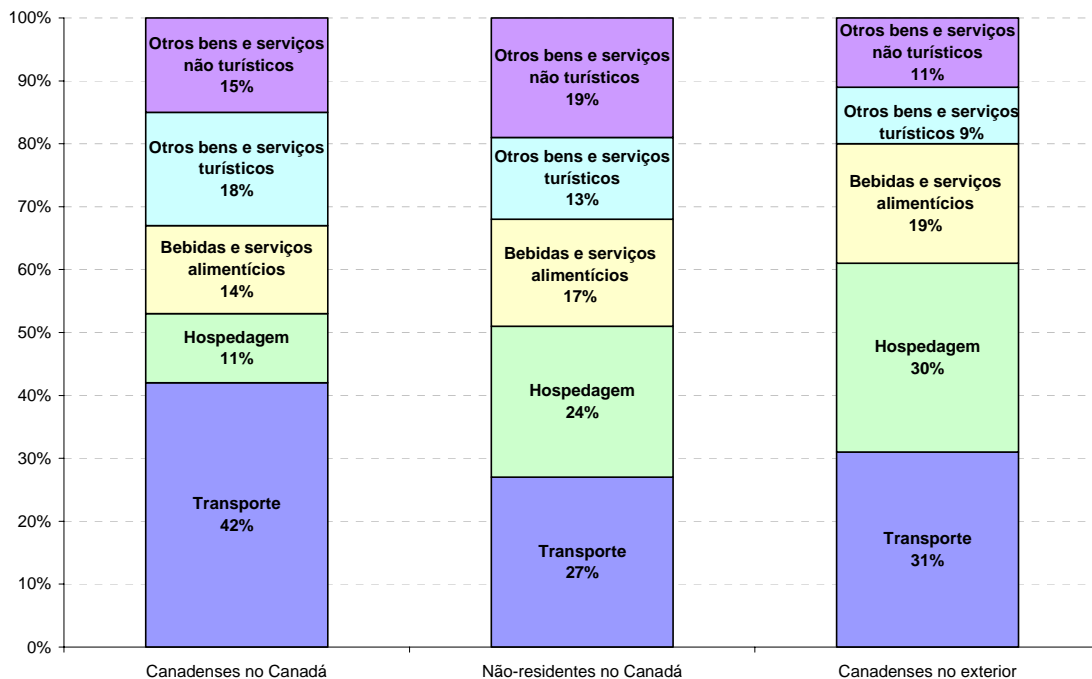 100%
90%
80%
70%
60%
50%
40%
30%
20%
10%
0%
Otros bens e serviços
não turísticos
15%
Otros bens e serviços
turísticos
18%
Bebidas e serviços
alimentícios
14%
Hospedagem
11%
Transporte
42%
Otros bens e serviços
não turísticos
19%
Otros bens e serviços
turísticos
13%
Bebidas e serviços
alimentícios
17%
Hospedagem
24%
Transporte
27%
Otros bens e serviços
não turísticos
11%
Otros bens e serviços
turísticos 9%
Bebidas e serviços
alimentícios
19%
Hospedagem
30%
Transporte
31%
Canadenses no Canadá
Não-residentes no Canadá
Canadenses no exterior